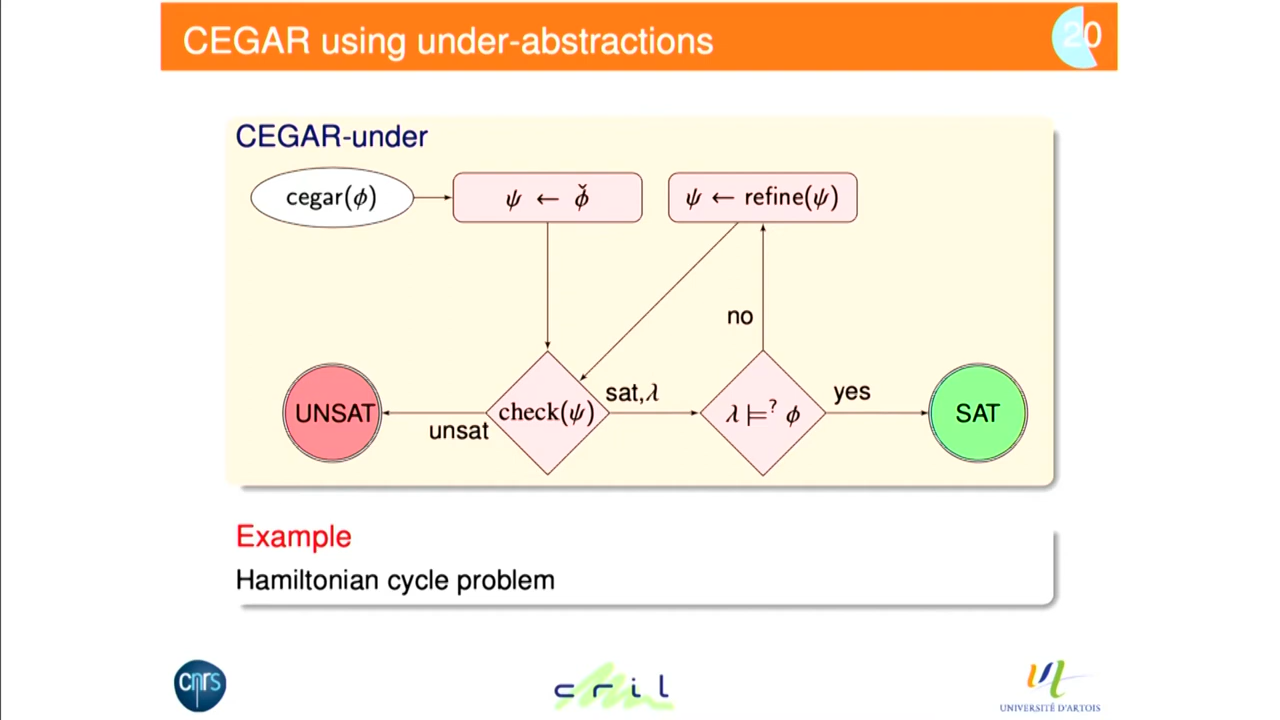 CEGAR using under-abstractions
20
CEGAR-under
cegar(ϕ)
ψ ← ϕ̌
ψ ← refine(ψ)
no
UNSAT
unsat
check(ψ)
sat,λ
λ ⊨? ϕ
yes
SAT
Example
Hamiltonian cycle problem
cnrs
cril
UNIVERSITÉ D'ARTOIS